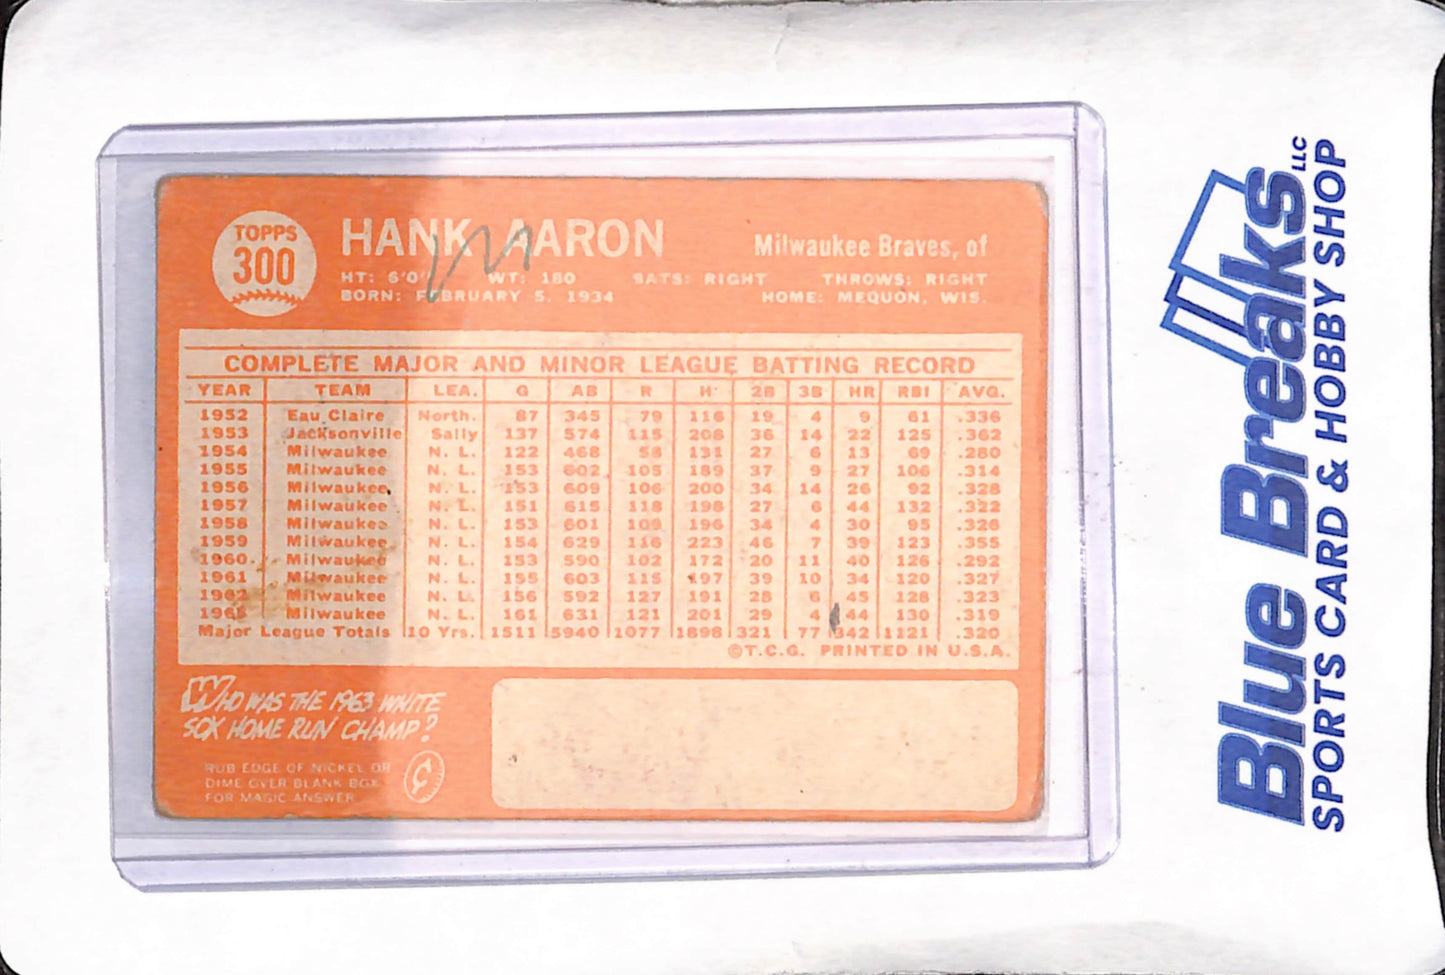 TOPPS
300
HANK AARON
Milwaukee Braves, of
HT: 6'0" WT: 180 BATS: RIGHT THROWS: RIGHT
BORN: FEBRUARY 5, 1934 HOME: MEQUON, WIS.
COMPLETE MAJOR AND MINOR LEAGUE BATTING RECORD
YEAR TEAM LEA. G AB R H 2B 3B HR RBI AVG.
1952 Eau Claire North. 87 345 79 116 19 4 9 61 .336
1953 Jacksonville Sally 137 574 115 208 36 14 22 125 .362
1954 Milwaukee N. L. 122 468 58 131 27 6 13 69 .280
1955 Milwaukee N. L. 153 602 105 189 37 9 27 106 .314
1956 Milwaukee N. L. 153 609 106 200 34 14 26 92 .328
1957 Milwaukee N. L. 151 615 118 198 27 6 44 132 .322
1958 Milwaukee N. L. 153 601 109 196 34 4 30 95 .326
1959 Milwaukee N. L. 154 629 116 223 46 7 39 123 .355
1960 Milwaukee N. L. 153 590 102 172 20 11 40 126 .292
1961 Milwaukee N. L. 155 603 115 197 39 10 34 120 .327
1962 Milwaukee N. L. 156 592 127 191 28 6 45 128 .323
1963 Milwaukee N. L. 161 631 121 201 29 4 44 130 .319
Major League Totals 10 Yrs. 1511 5940 1077 1898 321 77 342 1121 .320
©T.C.G. PRINTED IN U.S.A.
WHO WAS THE 1963 WHITE
SOX HOME RUN CHAMP?
RUB EDGE OF NICKEL OR
DIME OVER BLANK BOX
FOR MAGIC ANSWER
Blue Breaks LLC
SPORTS CARD & HOBBY SHOP